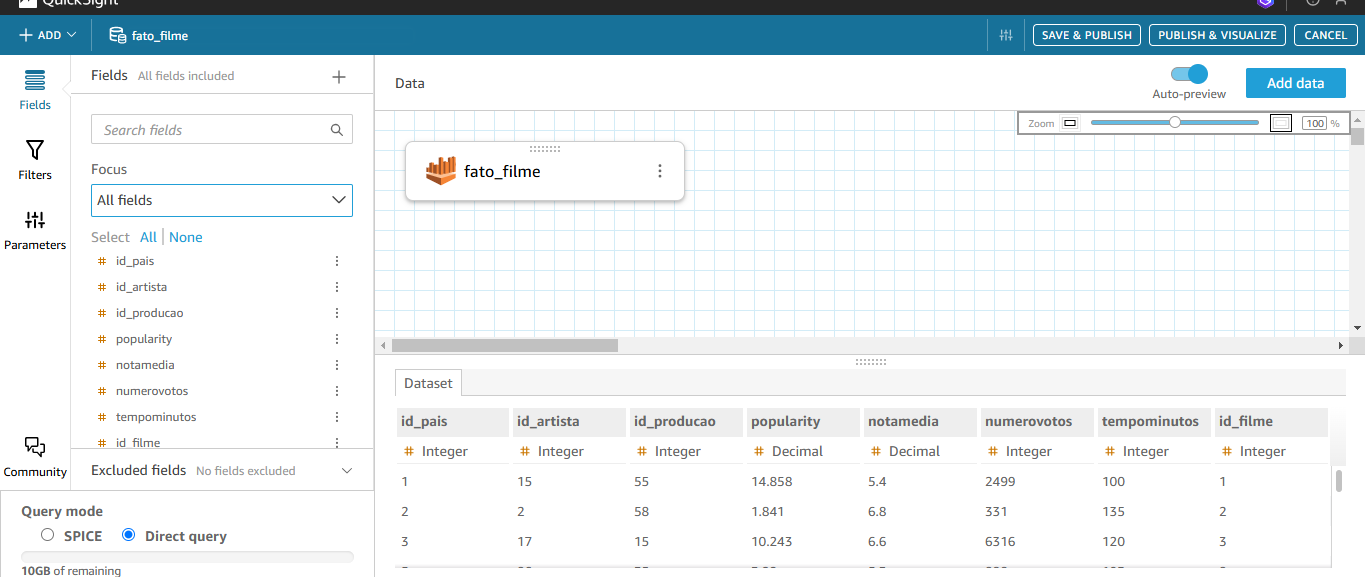 QuickSight
ADD
fato_filme
SAVE & PUBLISH
PUBLISH & VISUALIZE
CANCEL
Fields
Filters
Parameters
Community
Fields All fields included
Search fields
Focus
All fields
Select All None
# id_pais
# id_artista
# id_producao
# popularity
# notamedia
# numerovotos
# tempominutos
# id_filme
Excluded fields No fields excluded
Query mode
SPICE Direct query
10GB of remaining
Data
Auto-preview
Add data
Zoom 100 %
fato_filme
Dataset
id_pais id_artista id_producao popularity notamedia numerovotos tempominutos id_filme
# Integer # Integer # Integer # Decimal # Decimal # Integer # Integer # Integer
1 15 55 14.858 5.4 2499 100 1
2 2 58 1.841 6.8 331 135 2
3 17 15 10.243 6.6 6316 120 3